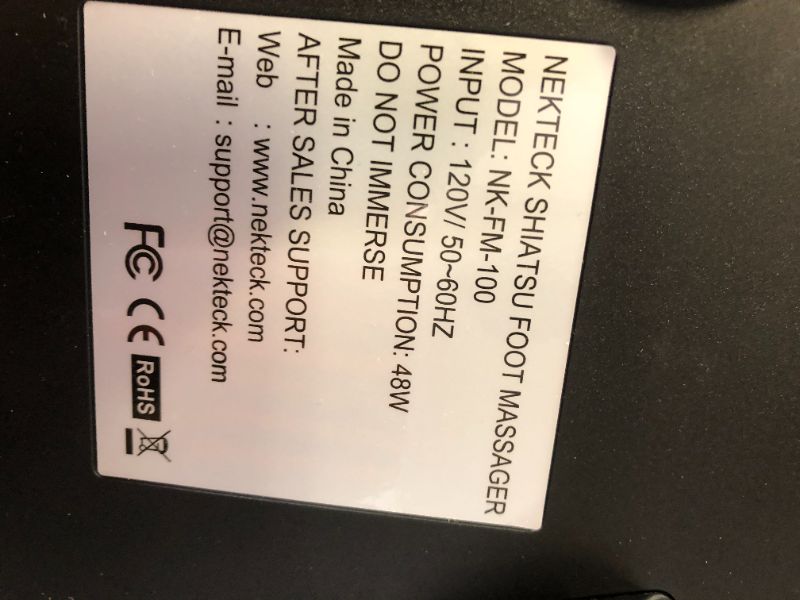 NEKTECK SHIATSU FOOT MASSAGER
MODEL: NK-FM-100
INPUT : 120V/ 50~60HZ
POWER CONSUMPTION: 48W
DO NOT IMMERSE
Made in China
AFTER SALES SUPPORT:
Web : www.nekteck.com
E-mail : support@nekteck.com
FC CE RoHS